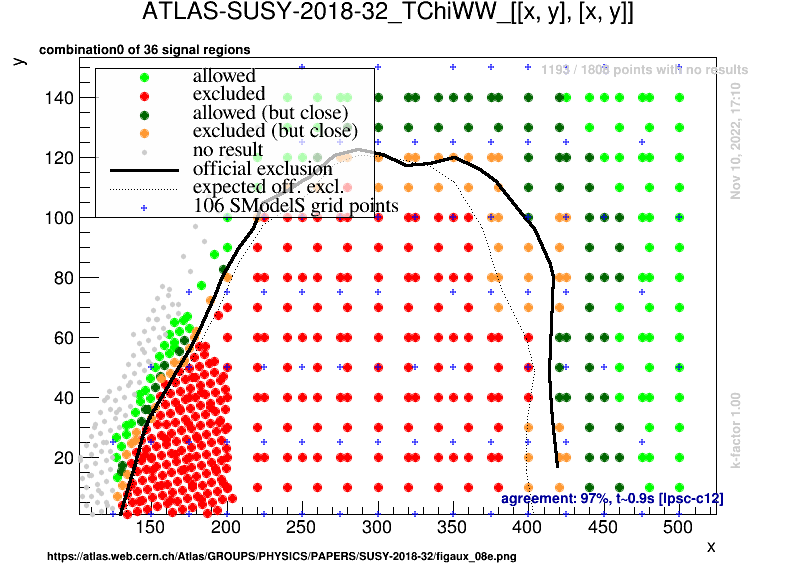 ATLAS-SUSY-2018-32_TChiWW_[[x, y], [x, y]]
combination0 of 36 signal regions
y
1193 / 1808 points with no results
allowed
excluded
allowed (but close)
excluded (but close)
no result
official exclusion
expected off. excl.
106 SModelS grid points
140
120
100
80
60
40
20
Nov 10, 2022, 17:10
k-factor 1.00
agreement: 97%, t~0.9s [lpsc-c12]
150 200 250 300 350 400 450 500
x
https://atlas.web.cern.ch/Atlas/GROUPS/PHYSICS/PAPERS/SUSY-2018-32/figaux_08e.png